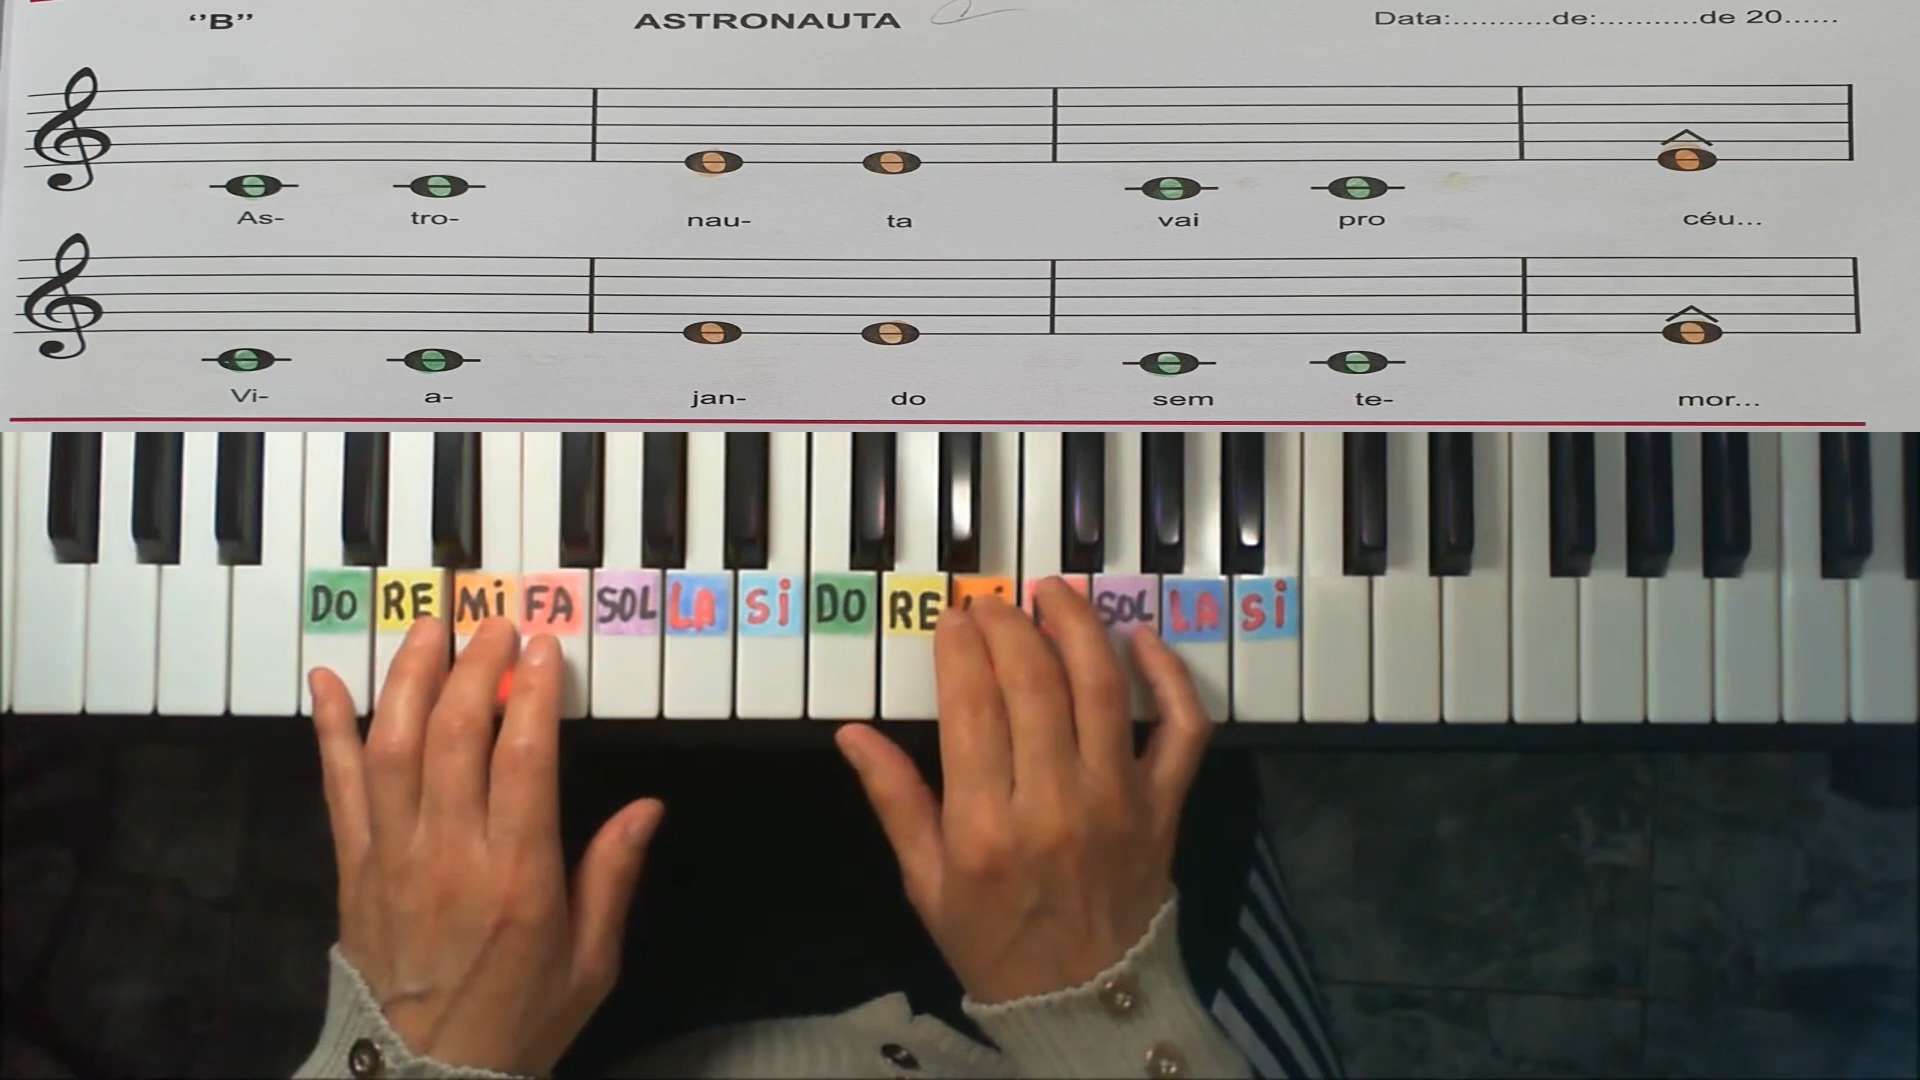 “B” ASTRONAUTA Data:...........de:...........de 20......
As- tro- nau- ta vai pro céu...
Vi- a- jan- do sem te- mor...
DO RE Mi FA SOL LA Si DO RE SOL LA Si